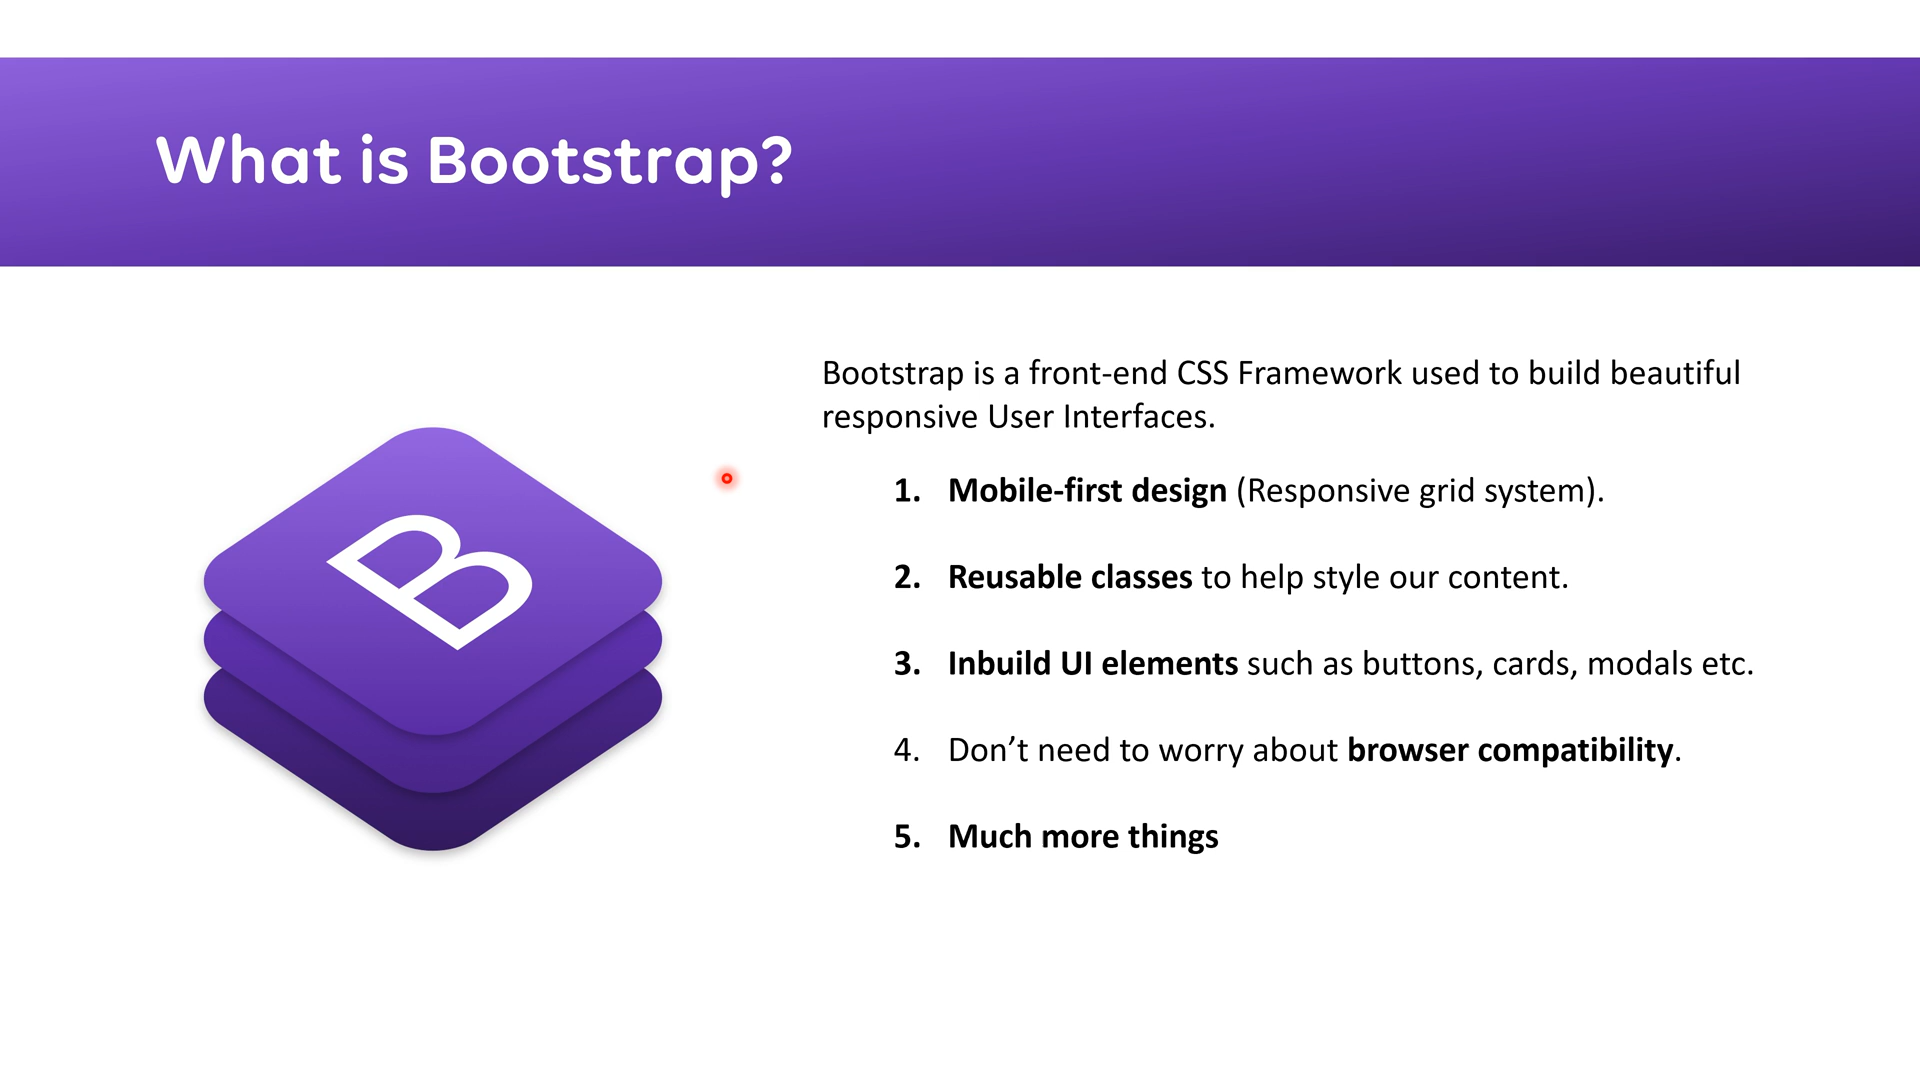 What is Bootstrap?
Bootstrap is a front-end CSS Framework used to build beautiful
responsive User Interfaces.
1. Mobile-first design (Responsive grid system).
2. Reusable classes to help style our content.
3. Inbuild UI elements such as buttons, cards, modals etc.
4. Don’t need to worry about browser compatibility.
5. Much more things
B